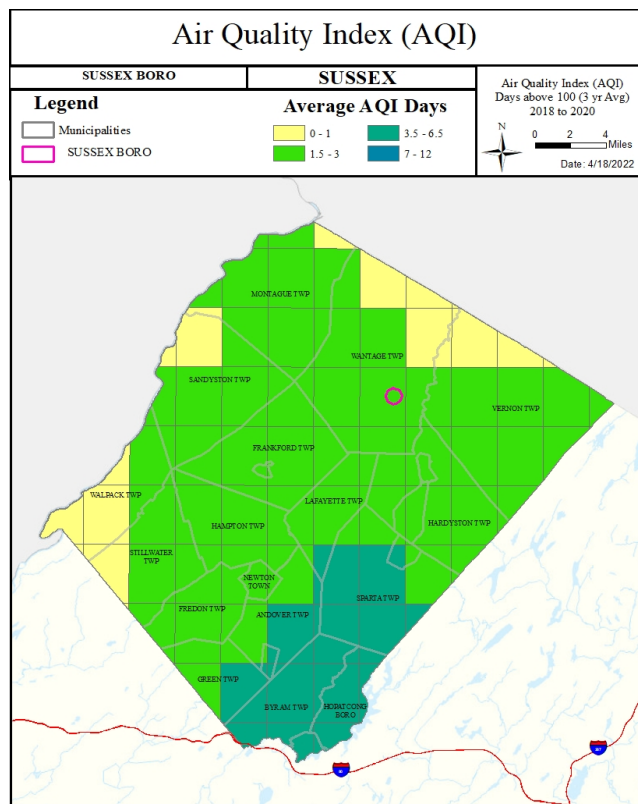 Air Quality Index (AQI)
SUSSEX BORO
SUSSEX
Legend
Municipalities
SUSSEX BORO
Average AQI Days
0 - 1
1.5 - 3
3.5 - 6.5
7 - 12
Air Quality Index (AQI)
Days above 100 (3 yr Avg)
2018 to 2020
N
0 2 4
Miles
Date: 4/18/2022
MONTAGUE TWP
WANTAGE TWP
SANDYSTON TWP
VERNON TWP
FRANKFORD TWP
WALPACK TWP
LAFAYETTE TWP
HAMPTON TWP
HARDYSTON TWP
STILLWATER
TWP
NEWTON
TOWN
SPARTA TWP
FREDON TWP
ANDOVER TWP
GREEN TWP
BYRAM TWP
HOPATCONG
BORO